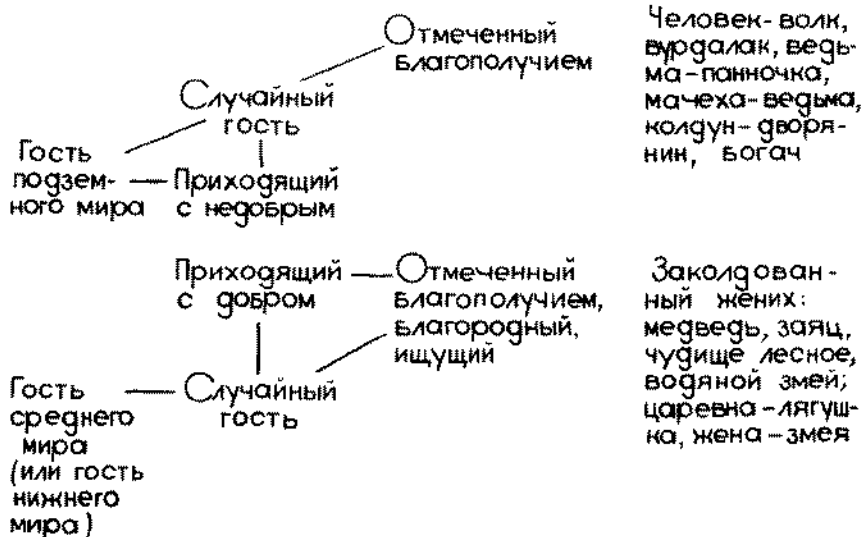 Отмеченный
благополучием
Человек-волк,
вурдалак, ведь-
ма-панночка,
мачеха-ведьма,
колдун-дворя-
нин, богач
Случайный
гость
Гость
подзем-
ного мира
Приходящий
с недобрым
Приходящий
с добром
Отмеченный
благополучием,
благородный,
ищущий
Заколдован-
ный жених:
медведь, заяц,
чудище лесное,
водяной змей;
царевна-лягуш-
ка, жена-змея
Гость
среднего
мира
(или гость
нижнего
мира)
Случайный
гость